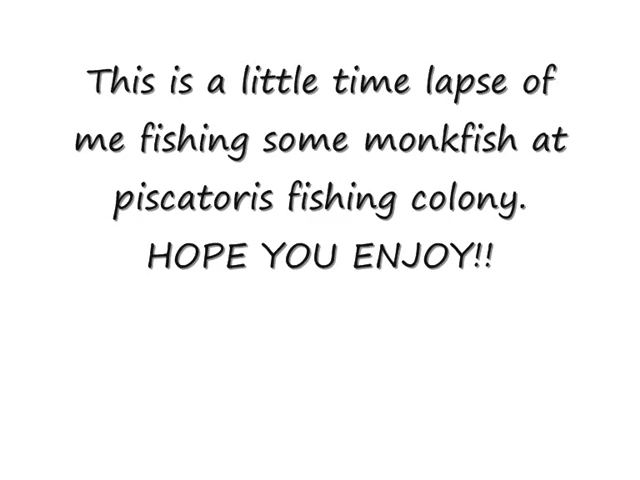 This is a little time lapse of
me fishing some monkfish at
piscatoris fishing colony.
HOPE YOU ENJOY!!